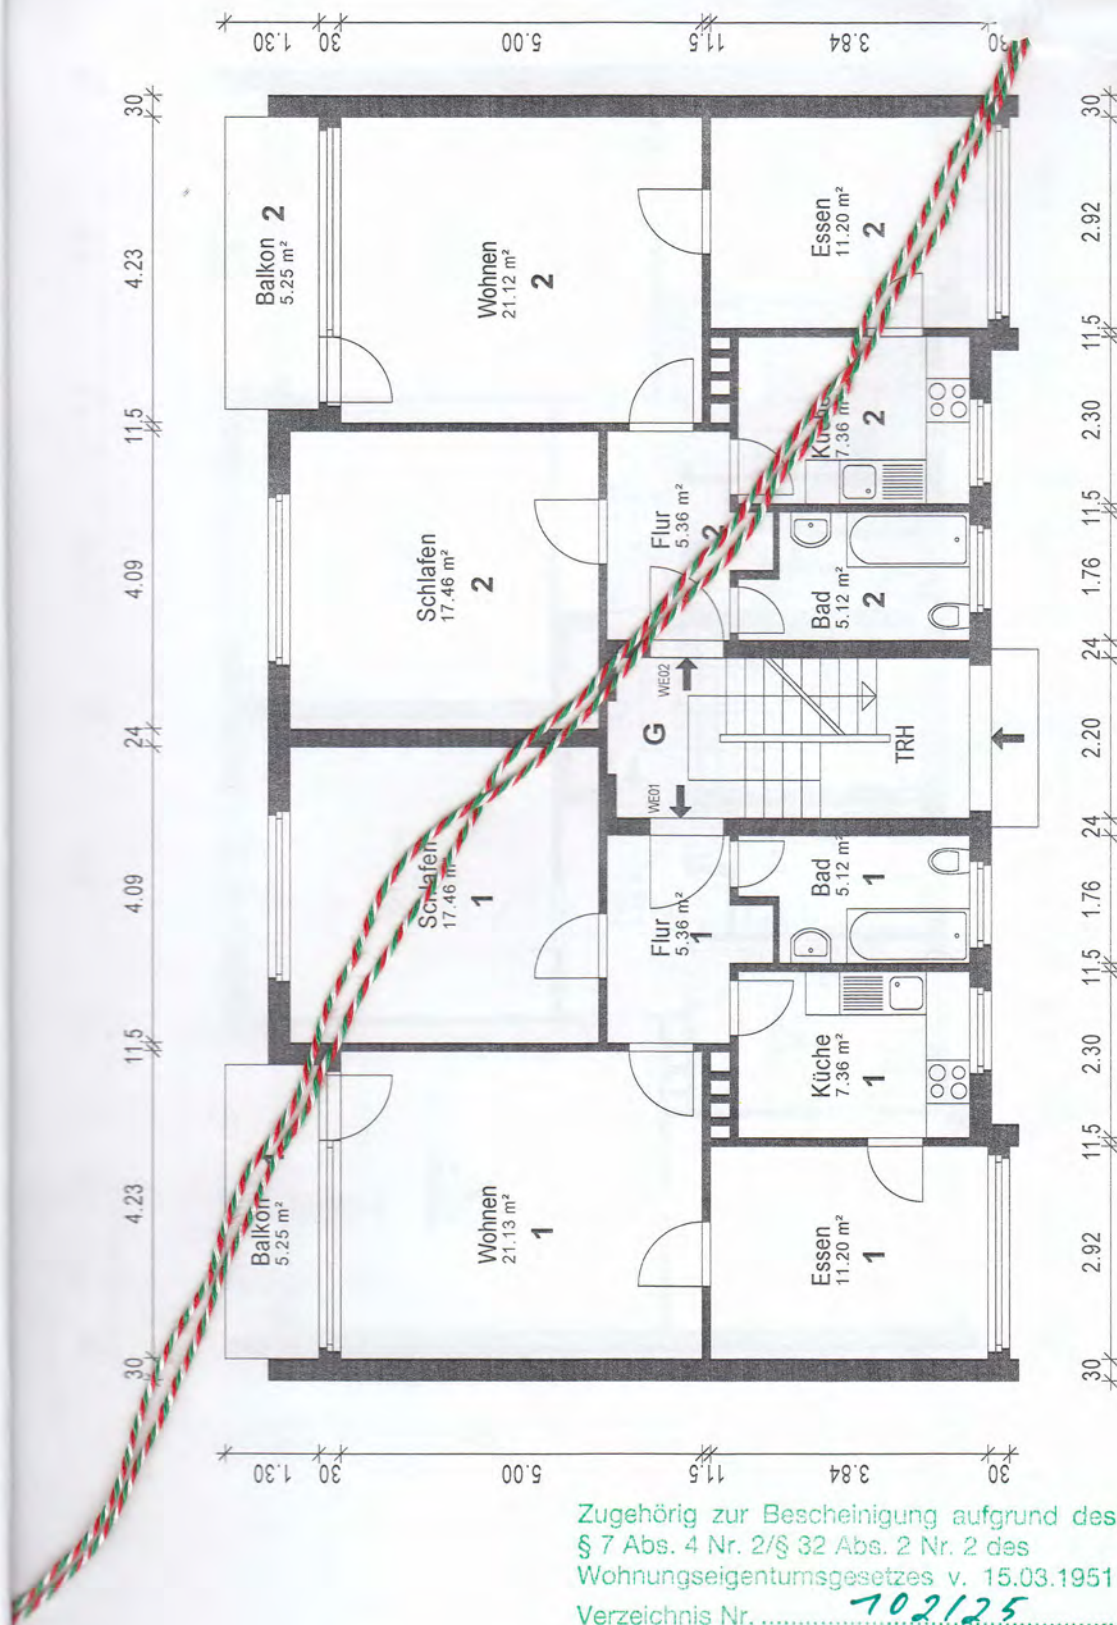 1.30
30
5.00
11.5
3.84
30
30
4.23
11.5
4.09
24
4.09
11.5
4.23
30
Balkon 2
5.25 m²
Wohnen
21.12 m²
2
Essen
11.20 m²
2
Küche
7.36 m²
2
Schlafen
17.46 m²
2
Flur
5.36 m²
2
Bad
5.12 m²
2
WE02
G
WE01
TRH
Schlafen
17.46 m²
1
Flur
5.36 m²
1
Bad
5.12 m²
1
Küche
7.36 m²
1
Balkon
5.25 m²
Wohnen
21.13 m²
1
Essen
11.20 m²
1
30
2.92
11.5
2.30
11.5
1.76
24
2.20
24
1.76
11.5
2.30
11.5
2.92
30
1.30
30
5.00
11.5
3.84
30
Zugehörig zur Bescheinigung aufgrund des
§ 7 Abs. 4 Nr. 2/§ 32 Abs. 2 Nr. 2 des
Wohnungseigentumsgesetzes v. 15.03.1951
Verzeichnis Nr. .......... 102/25 ..........